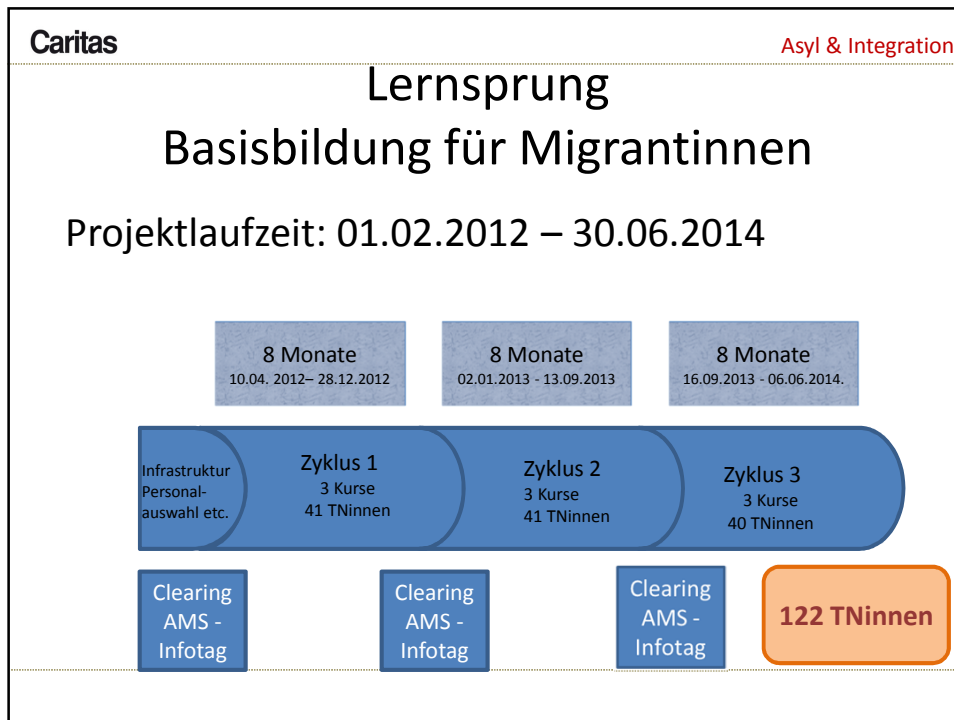 Caritas
Asyl & Integration
Lernsprung
Basisbildung für Migrantinnen
Projektlaufzeit: 01.02.2012 – 30.06.2014
8 Monate
10.04. 2012– 28.12.2012
8 Monate
02.01.2013 - 13.09.2013
8 Monate
16.09.2013 - 06.06.2014.
Infrastruktur
Personal-
auswahl etc.
Zyklus 1
3 Kurse
41 TNinnen
Zyklus 2
3 Kurse
41 TNinnen
Zyklus 3
3 Kurse
40 TNinnen
Clearing
AMS -
Infotag
Clearing
AMS -
Infotag
Clearing
AMS -
Infotag
122 TNinnen